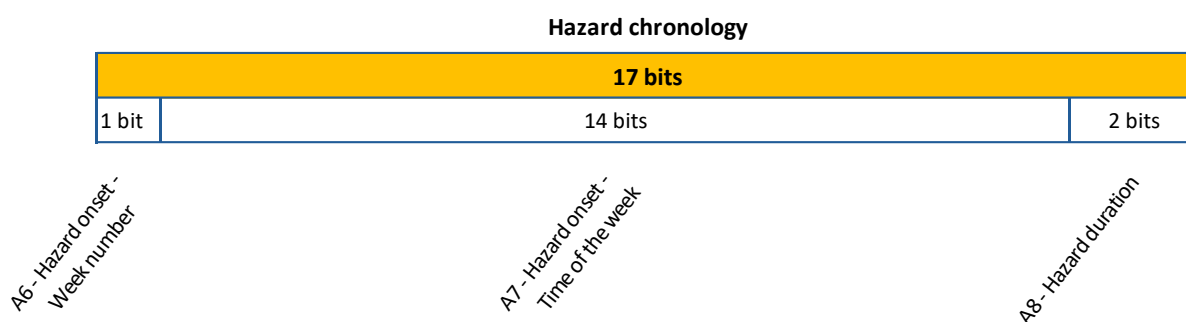 Hazard chronology
17 bits
1 bit
14 bits
2 bits
A6 - Hazard onset -
Week number
A7 - Hazard onset -
Time of the week
A8 - Hazard duration